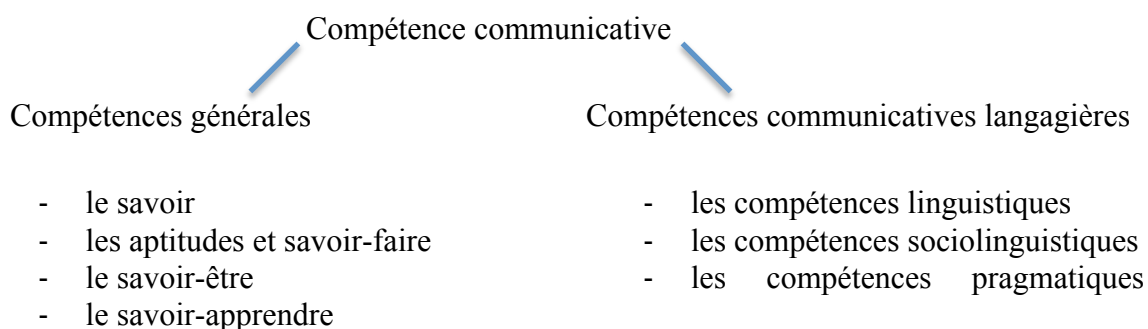 Compétence communicative
Compétences générales
- le savoir
- les aptitudes et savoir-faire
- le savoir-être
- le savoir-apprendre
Compétences communicatives langagières
- les compétences linguistiques
- les compétences sociolinguistiques
- les compétences pragmatiques